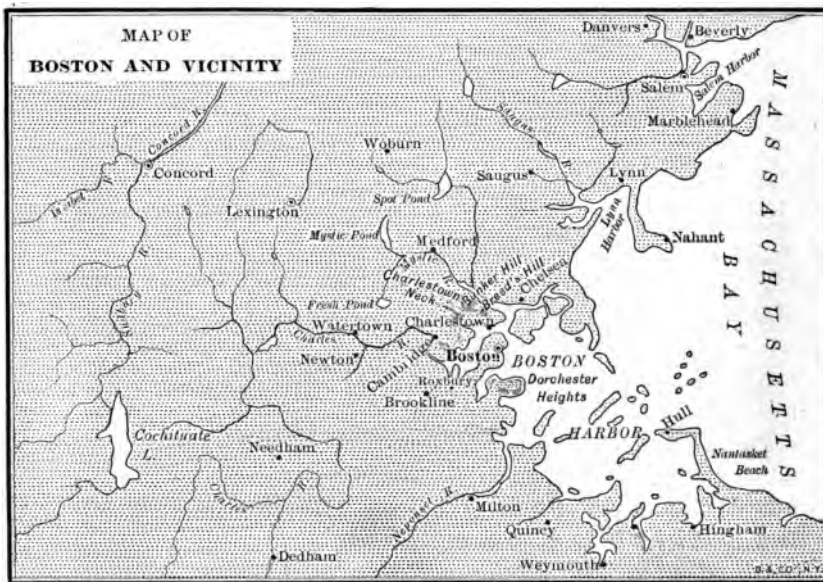 MAP OF
BOSTON AND VICINITY
Danvers
Beverly
Salem
Salem Harbor
Marblehead
MASSACHUSETTS
BAY
Concord R.
Concord
Sudbury R.
Lexington
Woburn
Spot Pond
Saugus R.
Saugus
Lynn
Lynn
Harbor
Nahant
Mystic Pond
Medford
Mystic R.
Charlestown
Neck
Bunker Hill
Breed's Hill
Chelsea
Fresh Pond
Watertown
Charles R.
Charlestown
Newton
Cambridge
Boston
BOSTON
Roxbury
Dorchester
Heights
Brookline
HARBOR
Hull
Nantasket
Beach
Cochituate
L.
Needham
Charles R.
Neponset R.
Milton
Quincy
Hingham
Weymouth
Dedham